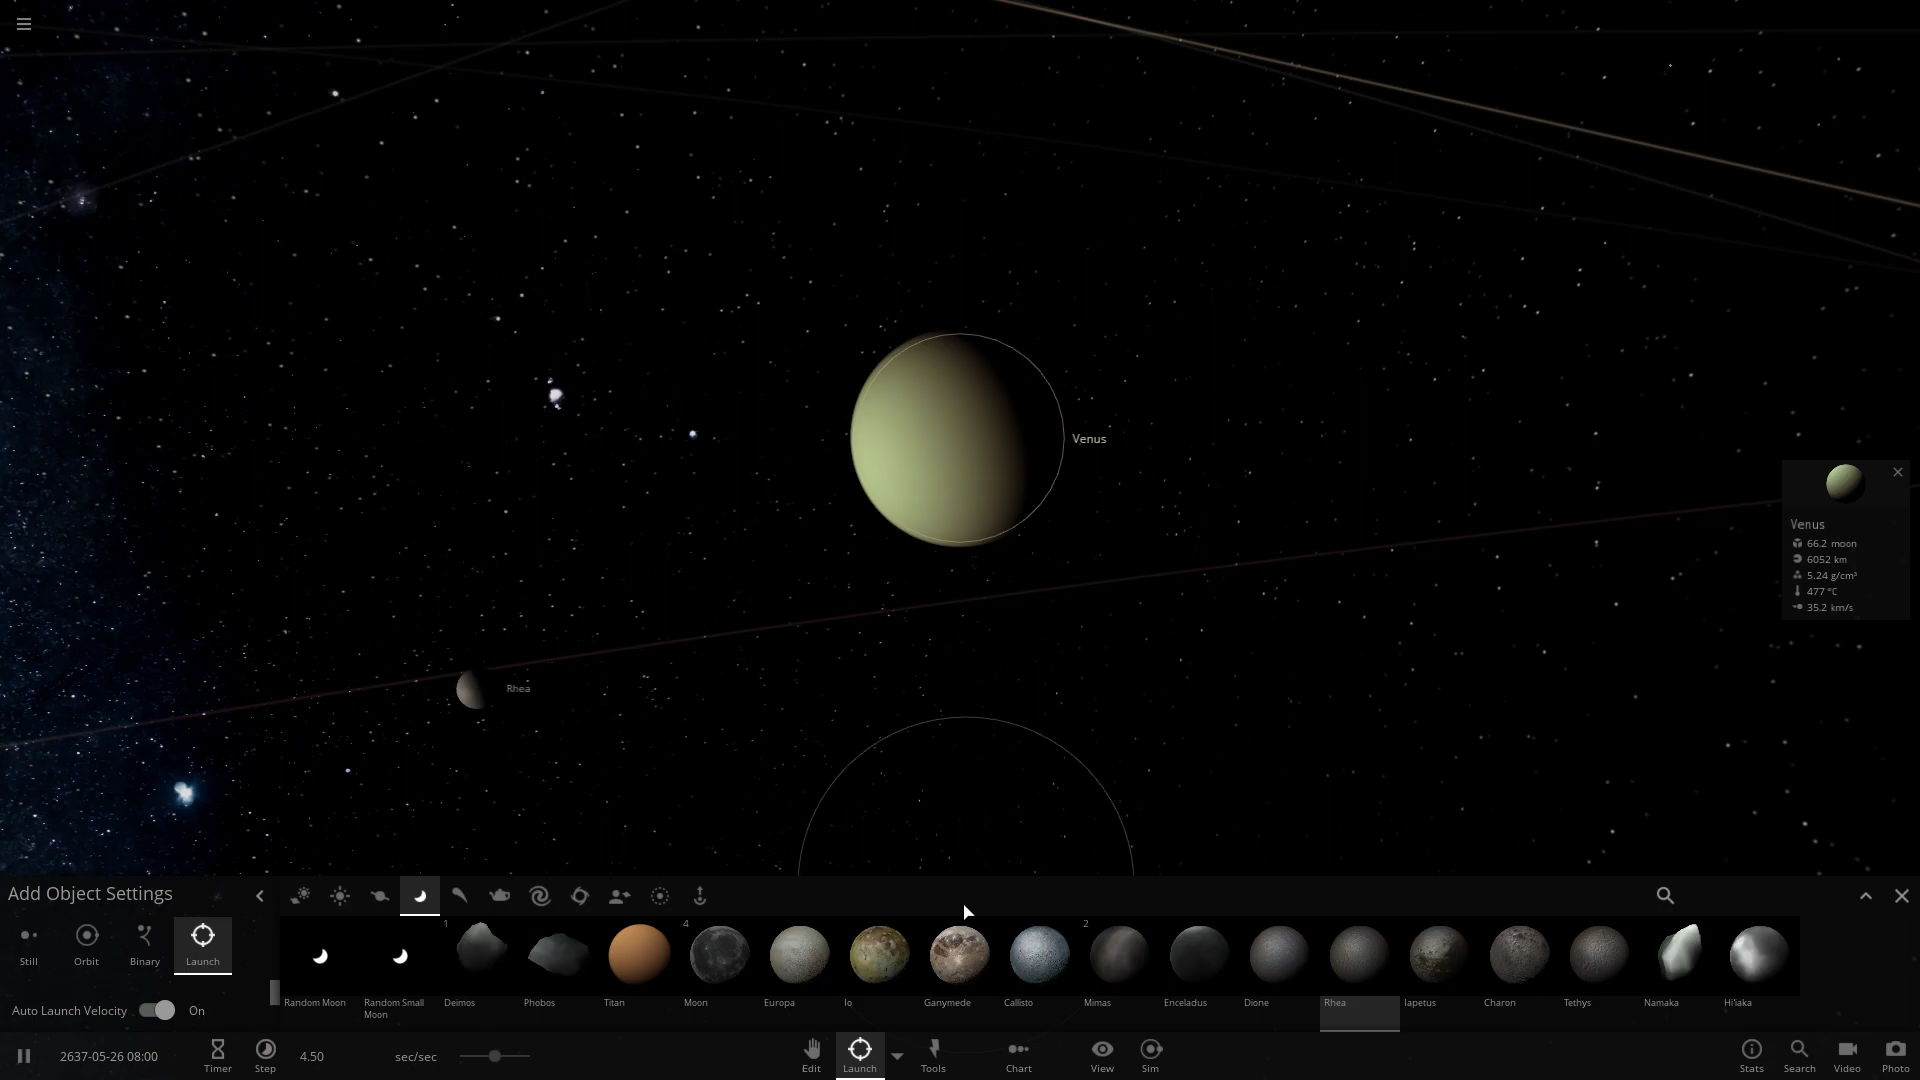 Venus
Venus
66.2 moon
6052 km
5.24 g/cm³
477 °C
35.2 km/s
Rhea
Add Object Settings
Still
Orbit
Binary
Launch
Auto Launch Velocity
On
1
4
2
Random Moon
Random Small Moon
Deimos
Phobos
Titan
Moon
Europa
Io
Ganymede
Callisto
Mimas
Enceladus
Dione
Rhea
Iapetus
Charon
Tethys
Namaka
Hi'iaka
2637-05-26 08:00
Timer
Step
4.50
sec/sec
Edit
Launch
Tools
Chart
View
Sim
Stats
Search
Video
Photo